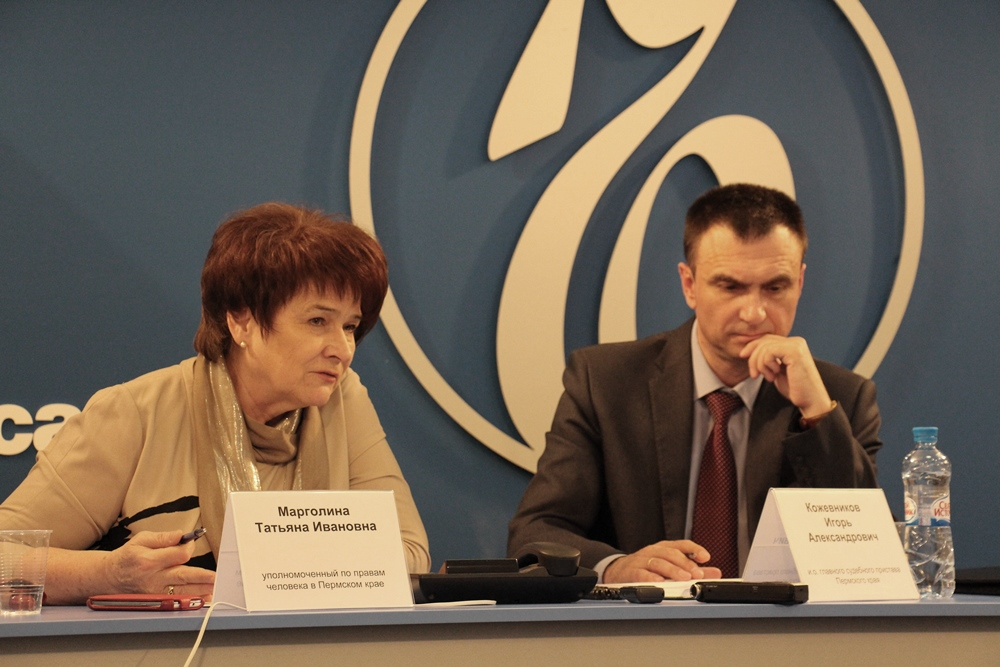 са
Марголина
Татьяна Ивановна
уполномоченный по правам
человека в Пермском крае
Кожевников
Игорь
Александрович
и.о. главного судебного пристава
Пермского края